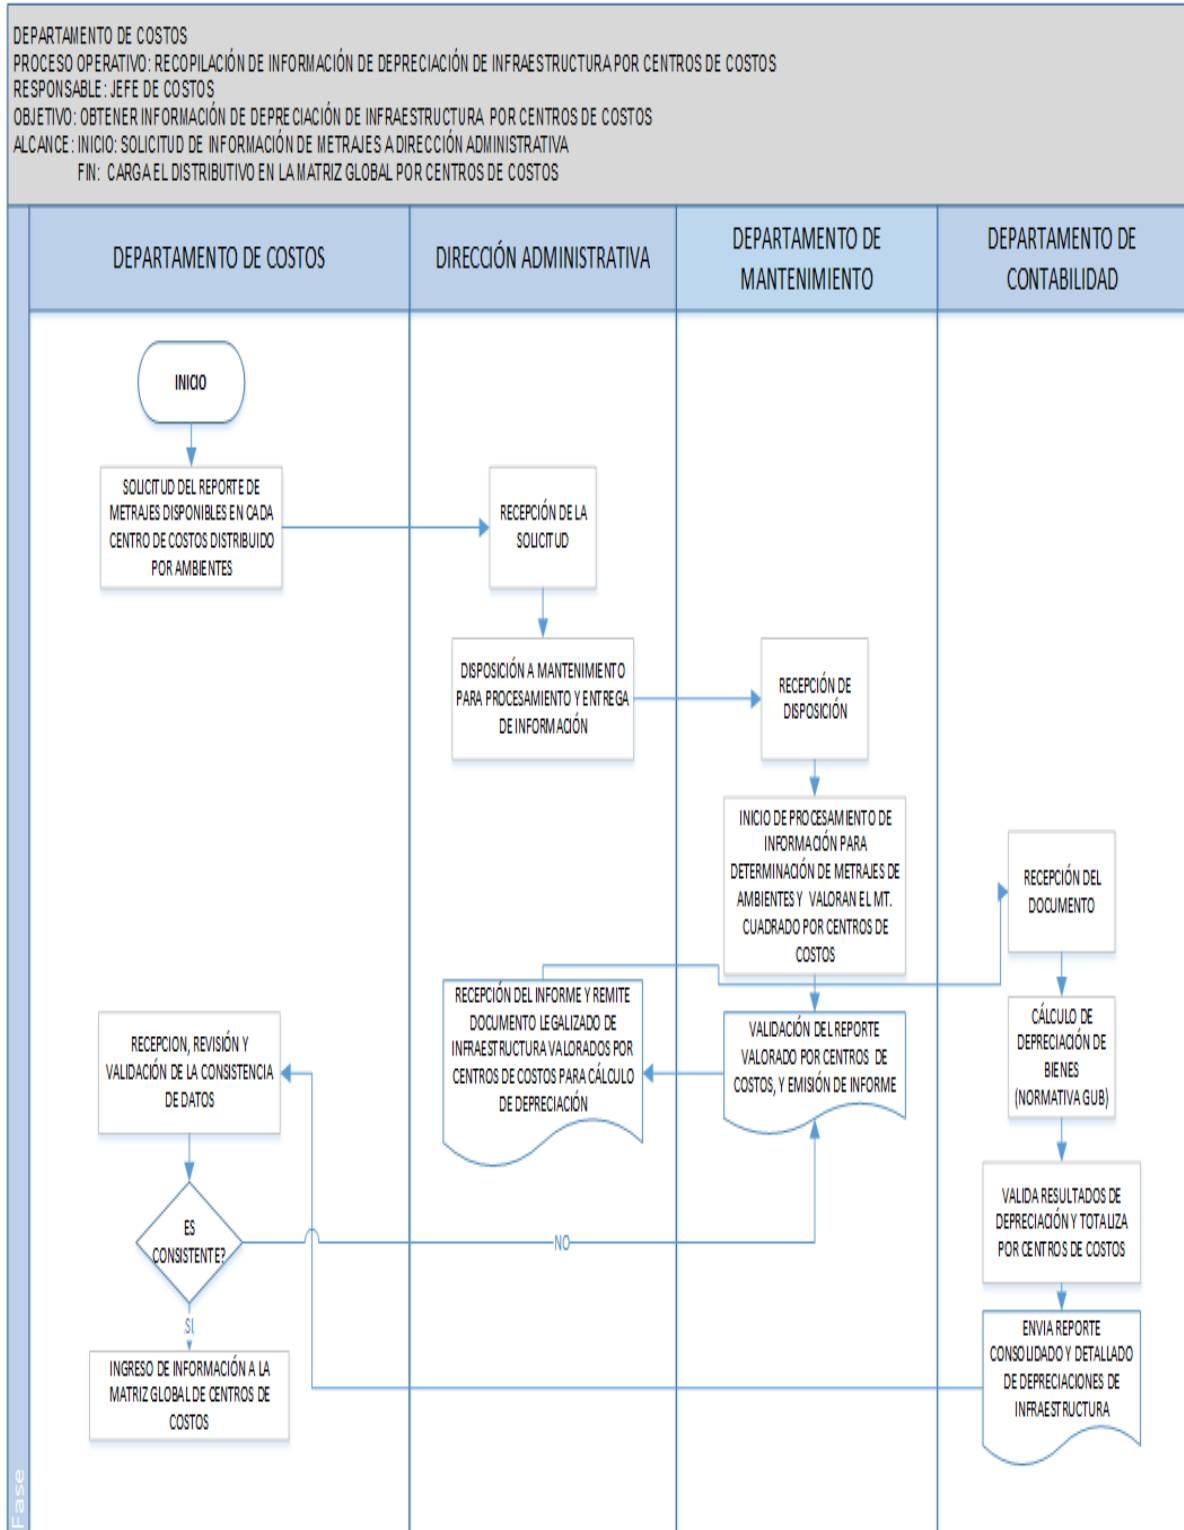 DEPARTAMENTO DE COSTOS
PROCESO OPERATIVO: RECOPILACIÓN DE INFORMACIÓN DE DEPRECIACIÓN DE INFRAESTRUCTURA POR CENTROS DE COSTOS
RESPONSABLE: JEFE DE COSTOS
OBJETIVO: OBTENER INFORMACIÓN DE DEPRECIACIÓN DE INFRAESTRUCTURA POR CENTROS DE COSTOS
ALCANCE: INICIO: SOLICITUD DE INFORMACIÓN DE METRAJES A DIRECCIÓN ADMINISTRATIVA
FIN: CARGA EL DISTRIBUTIVO EN LA MATRIZ GLOBAL POR CENTROS DE COSTOS
DEPARTAMENTO DE COSTOS
DIRECCIÓN ADMINISTRATIVA
DEPARTAMENTO DE
MANTENIMIENTO
DEPARTAMENTO DE
CONTABILIDAD
INICIO
SOLICITUD DEL REPORTE DE
METRAJES DISPONIBLES EN CADA
CENTRO DE COSTOS DISTRIBUIDO
POR AMBIENTES
RECEPCIÓN DE LA
SOLICITUD
DISPOSICIÓN A MANTENIMIENTO
PARA PROCESAMIENTO Y ENTREGA
DE INFORMACIÓN
RECEPCIÓN DE
DISPOSICIÓN
INICIO DE PROCESAMIENTO DE
INFORMACIÓN PARA
DETERMINACIÓN DE METRAJES DE
AMBIENTES Y VALORAN EL MT.
CUADRADO POR CENTROS DE
COSTOS
RECEPCIÓN DEL
DOCUMENTO
RECEPCIÓN DEL INFORME Y REMITE
DOCUMENTO LEGALIZADO DE
INFRAESTRUCTURA VALORADOS POR
CENTROS DE COSTOS PARA CÁLCULO
DE DEPRECIACIÓN
VALIDACIÓN DEL REPORTE
VALORADO POR CENTROS DE
COSTOS, Y EMISIÓN DE INFORME
CÁLCULO DE
DEPRECIACIÓN DE
BIENES
(NORMATIVA GUB)
RECEPCION, REVISIÓN Y
VALIDACIÓN DE LA CONSISTENCIA
DE DATOS
VALIDA RESULTADOS DE
DEPRECIACIÓN Y TOTALIZA
POR CENTROS DE COSTOS
ES
CONSISTENTE?
NO
SI
ENVIA REPORTE
CONSOLIDADO Y DETALLADO
DE DEPRECIACIONES DE
INFRAESTRUCTURA
INGRESO DE INFORMACIÓN A LA
MATRIZ GLOBAL DE CENTROS DE
COSTOS
Fase